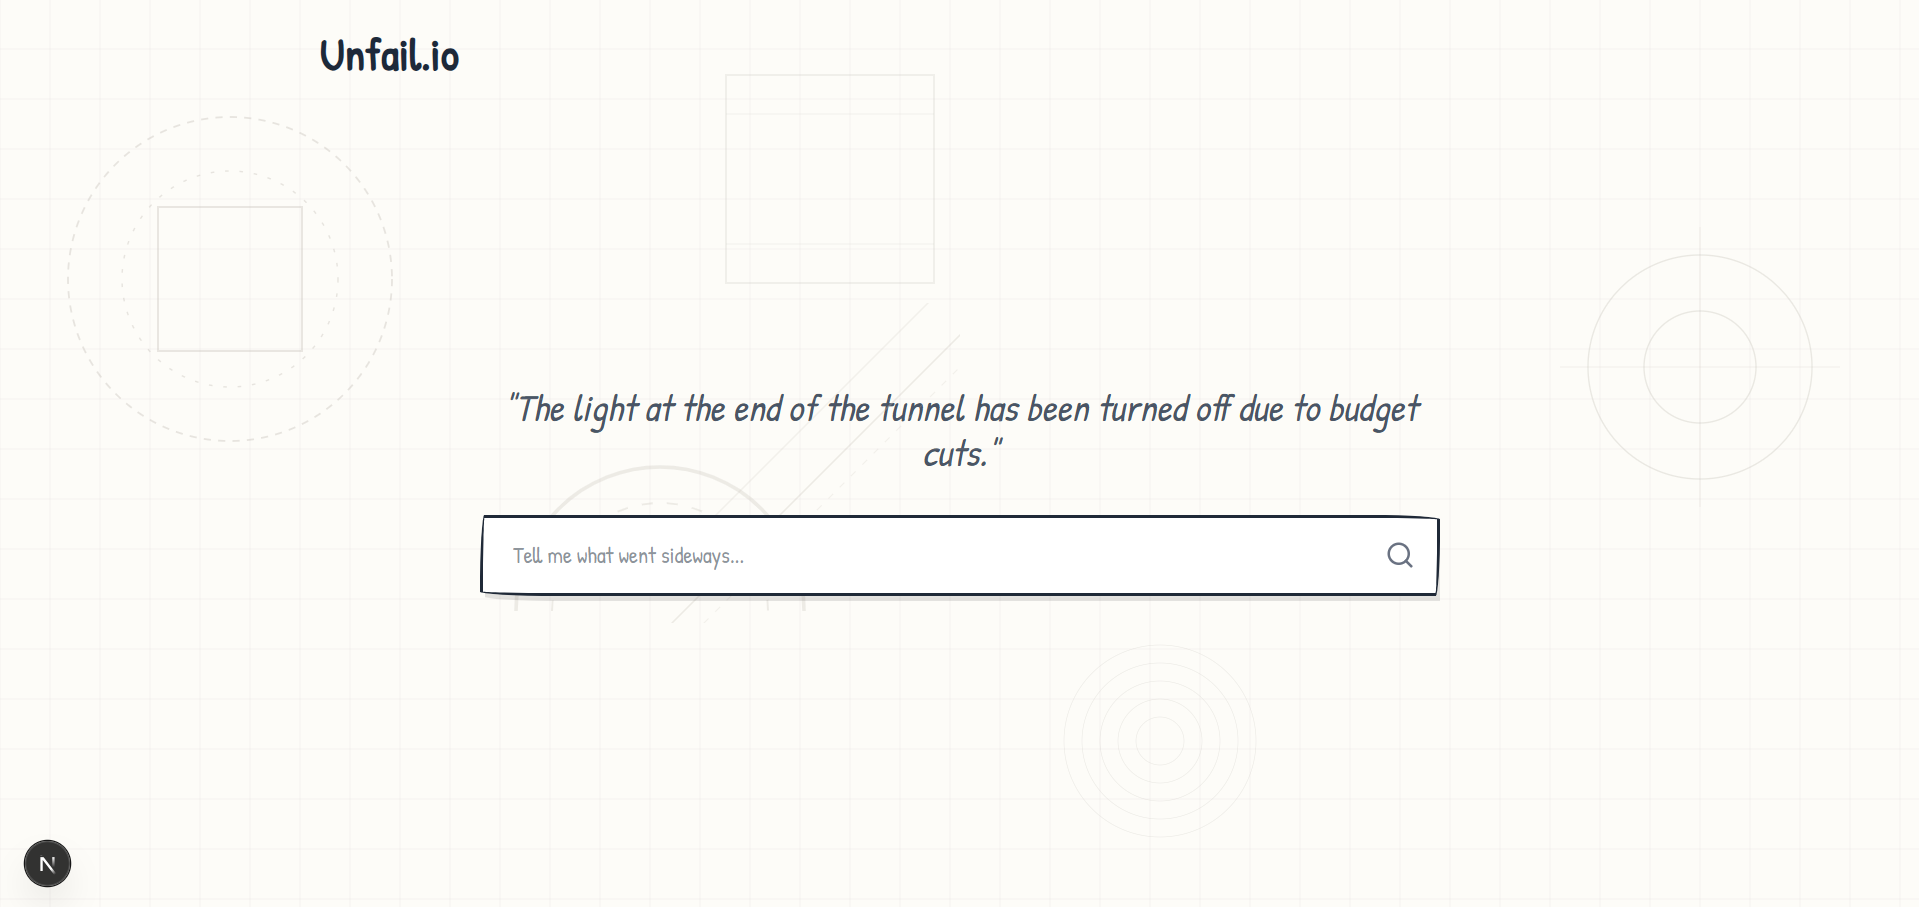 Unfail.io
"The light at the end of the tunnel has been turned off due to budget
cuts."
Tell me what went sideways...
N